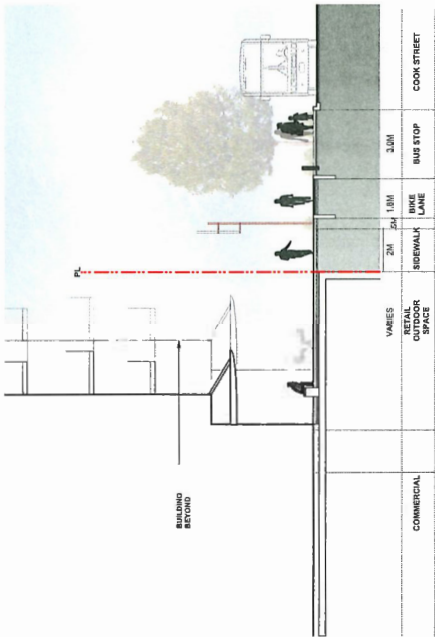 PL
BUILDING
BEYOND
VARIES
2M
.5M
1.8M
3.0M
COMMERCIAL
RETAIL
OUTDOOR
SPACE
SIDEWALK
BIKE
LANE
BUS STOP
COOK STREET